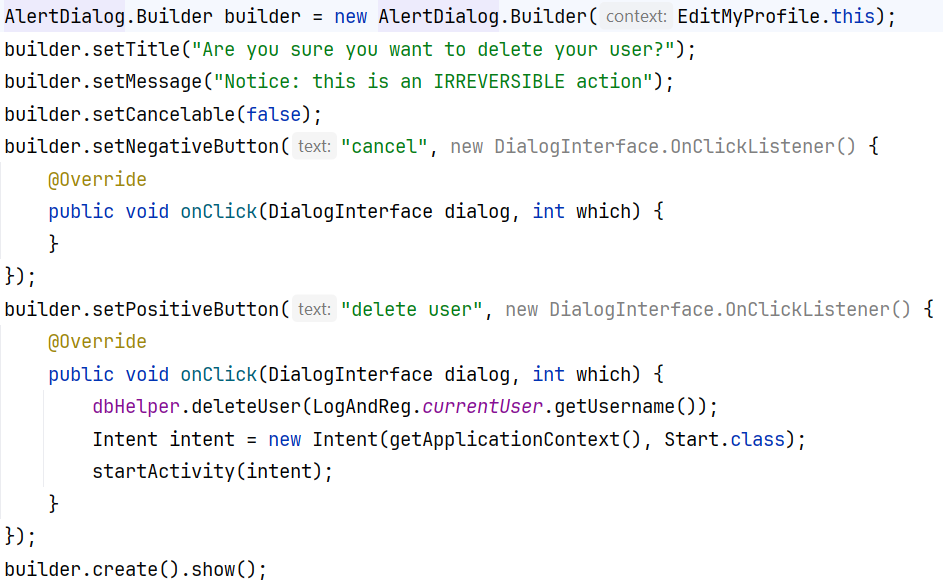 AlertDialog.Builder builder = new AlertDialog.Builder( context: EditMyProfile.this);
builder.setTitle("Are you sure you want to delete your user?");
builder.setMessage("Notice: this is an IRREVERSIBLE action");
builder.setCancelable(false);
builder.setNegativeButton( text: "cancel", new DialogInterface.OnClickListener() {
    @Override
    public void onClick(DialogInterface dialog, int which) {
    }
});
builder.setPositiveButton( text: "delete user", new DialogInterface.OnClickListener() {
    @Override
    public void onClick(DialogInterface dialog, int which) {
        dbHelper.deleteUser(LogAndReg.currentUser.getUsername());
        Intent intent = new Intent(getApplicationContext(), Start.class);
        startActivity(intent);
    }
});
builder.create().show();